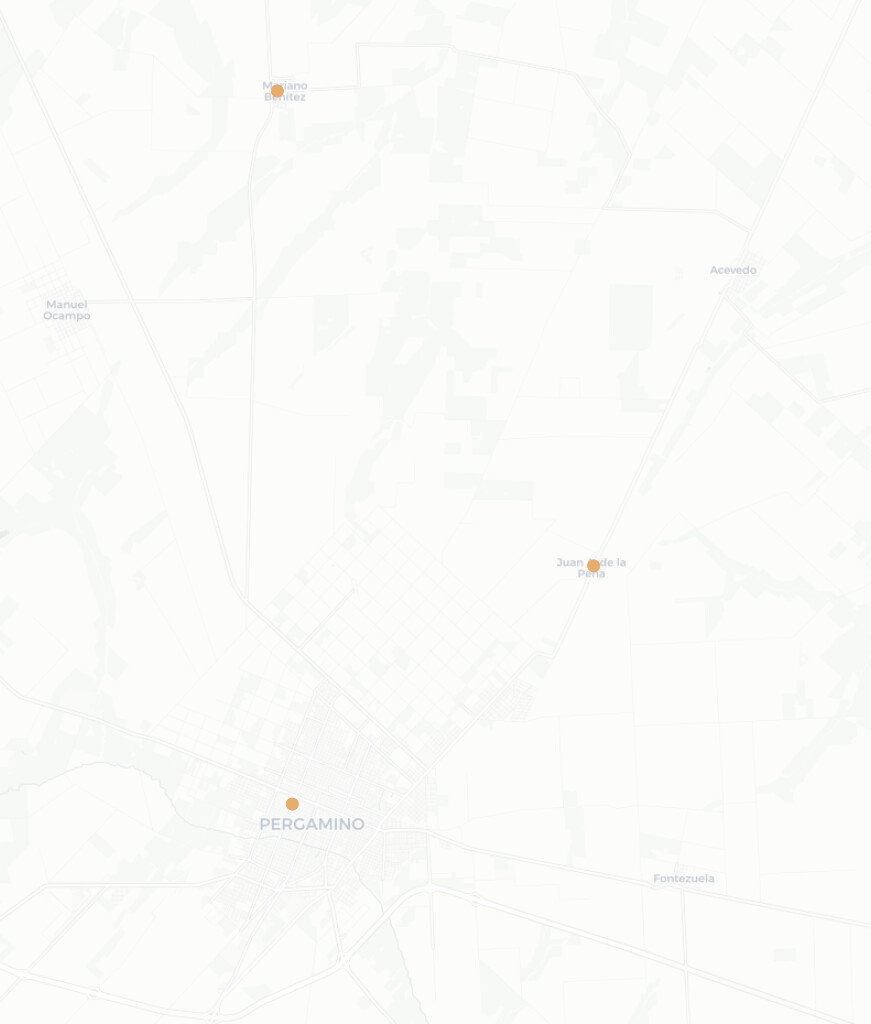 Mariano
Benítez
Acevedo
Manuel
Ocampo
Juan A. de la
Peña
PERGAMINO
Fontezuela